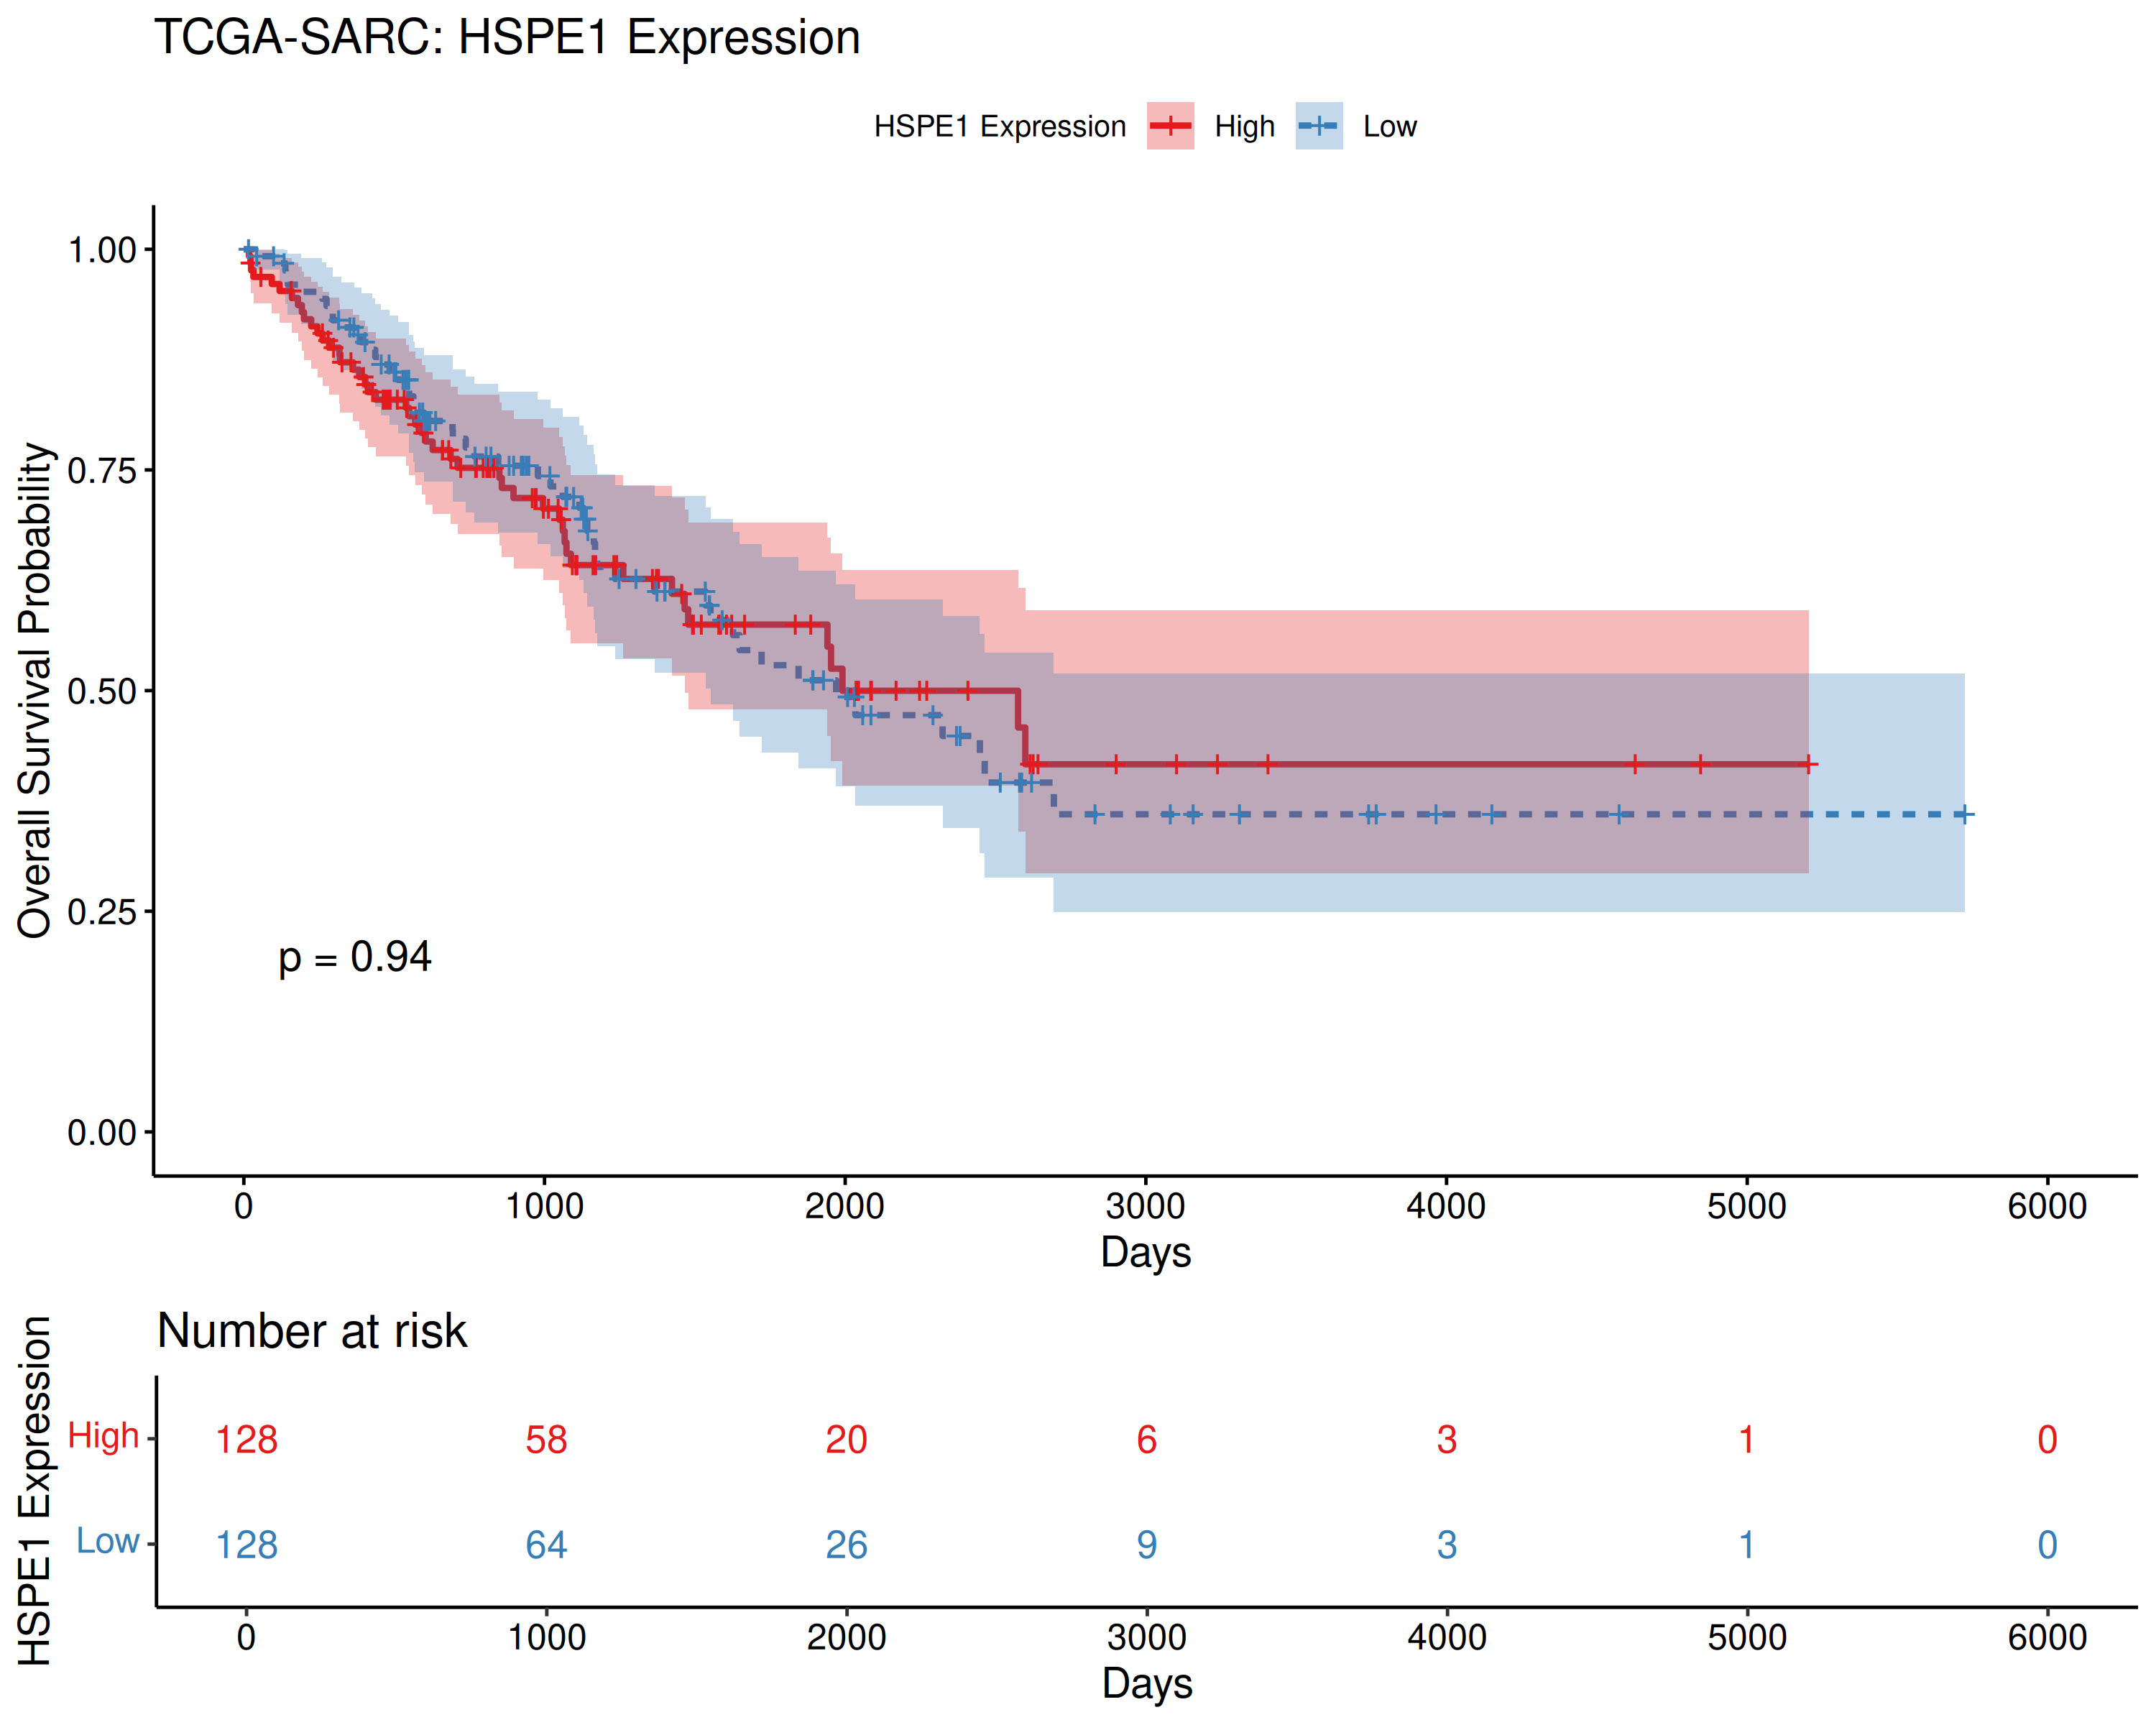 TCGA-SARC: HSPE1 Expression
HSPE1 Expression High Low
Overall Survival Probability
1.00
0.75
0.50
0.25
0.00
p = 0.94
0 1000 2000 3000 4000 5000 6000
Days
Number at risk
HSPE1 Expression
High 128 58 20 6 3 1 0
Low 128 64 26 9 3 1 0
0 1000 2000 3000 4000 5000 6000
Days